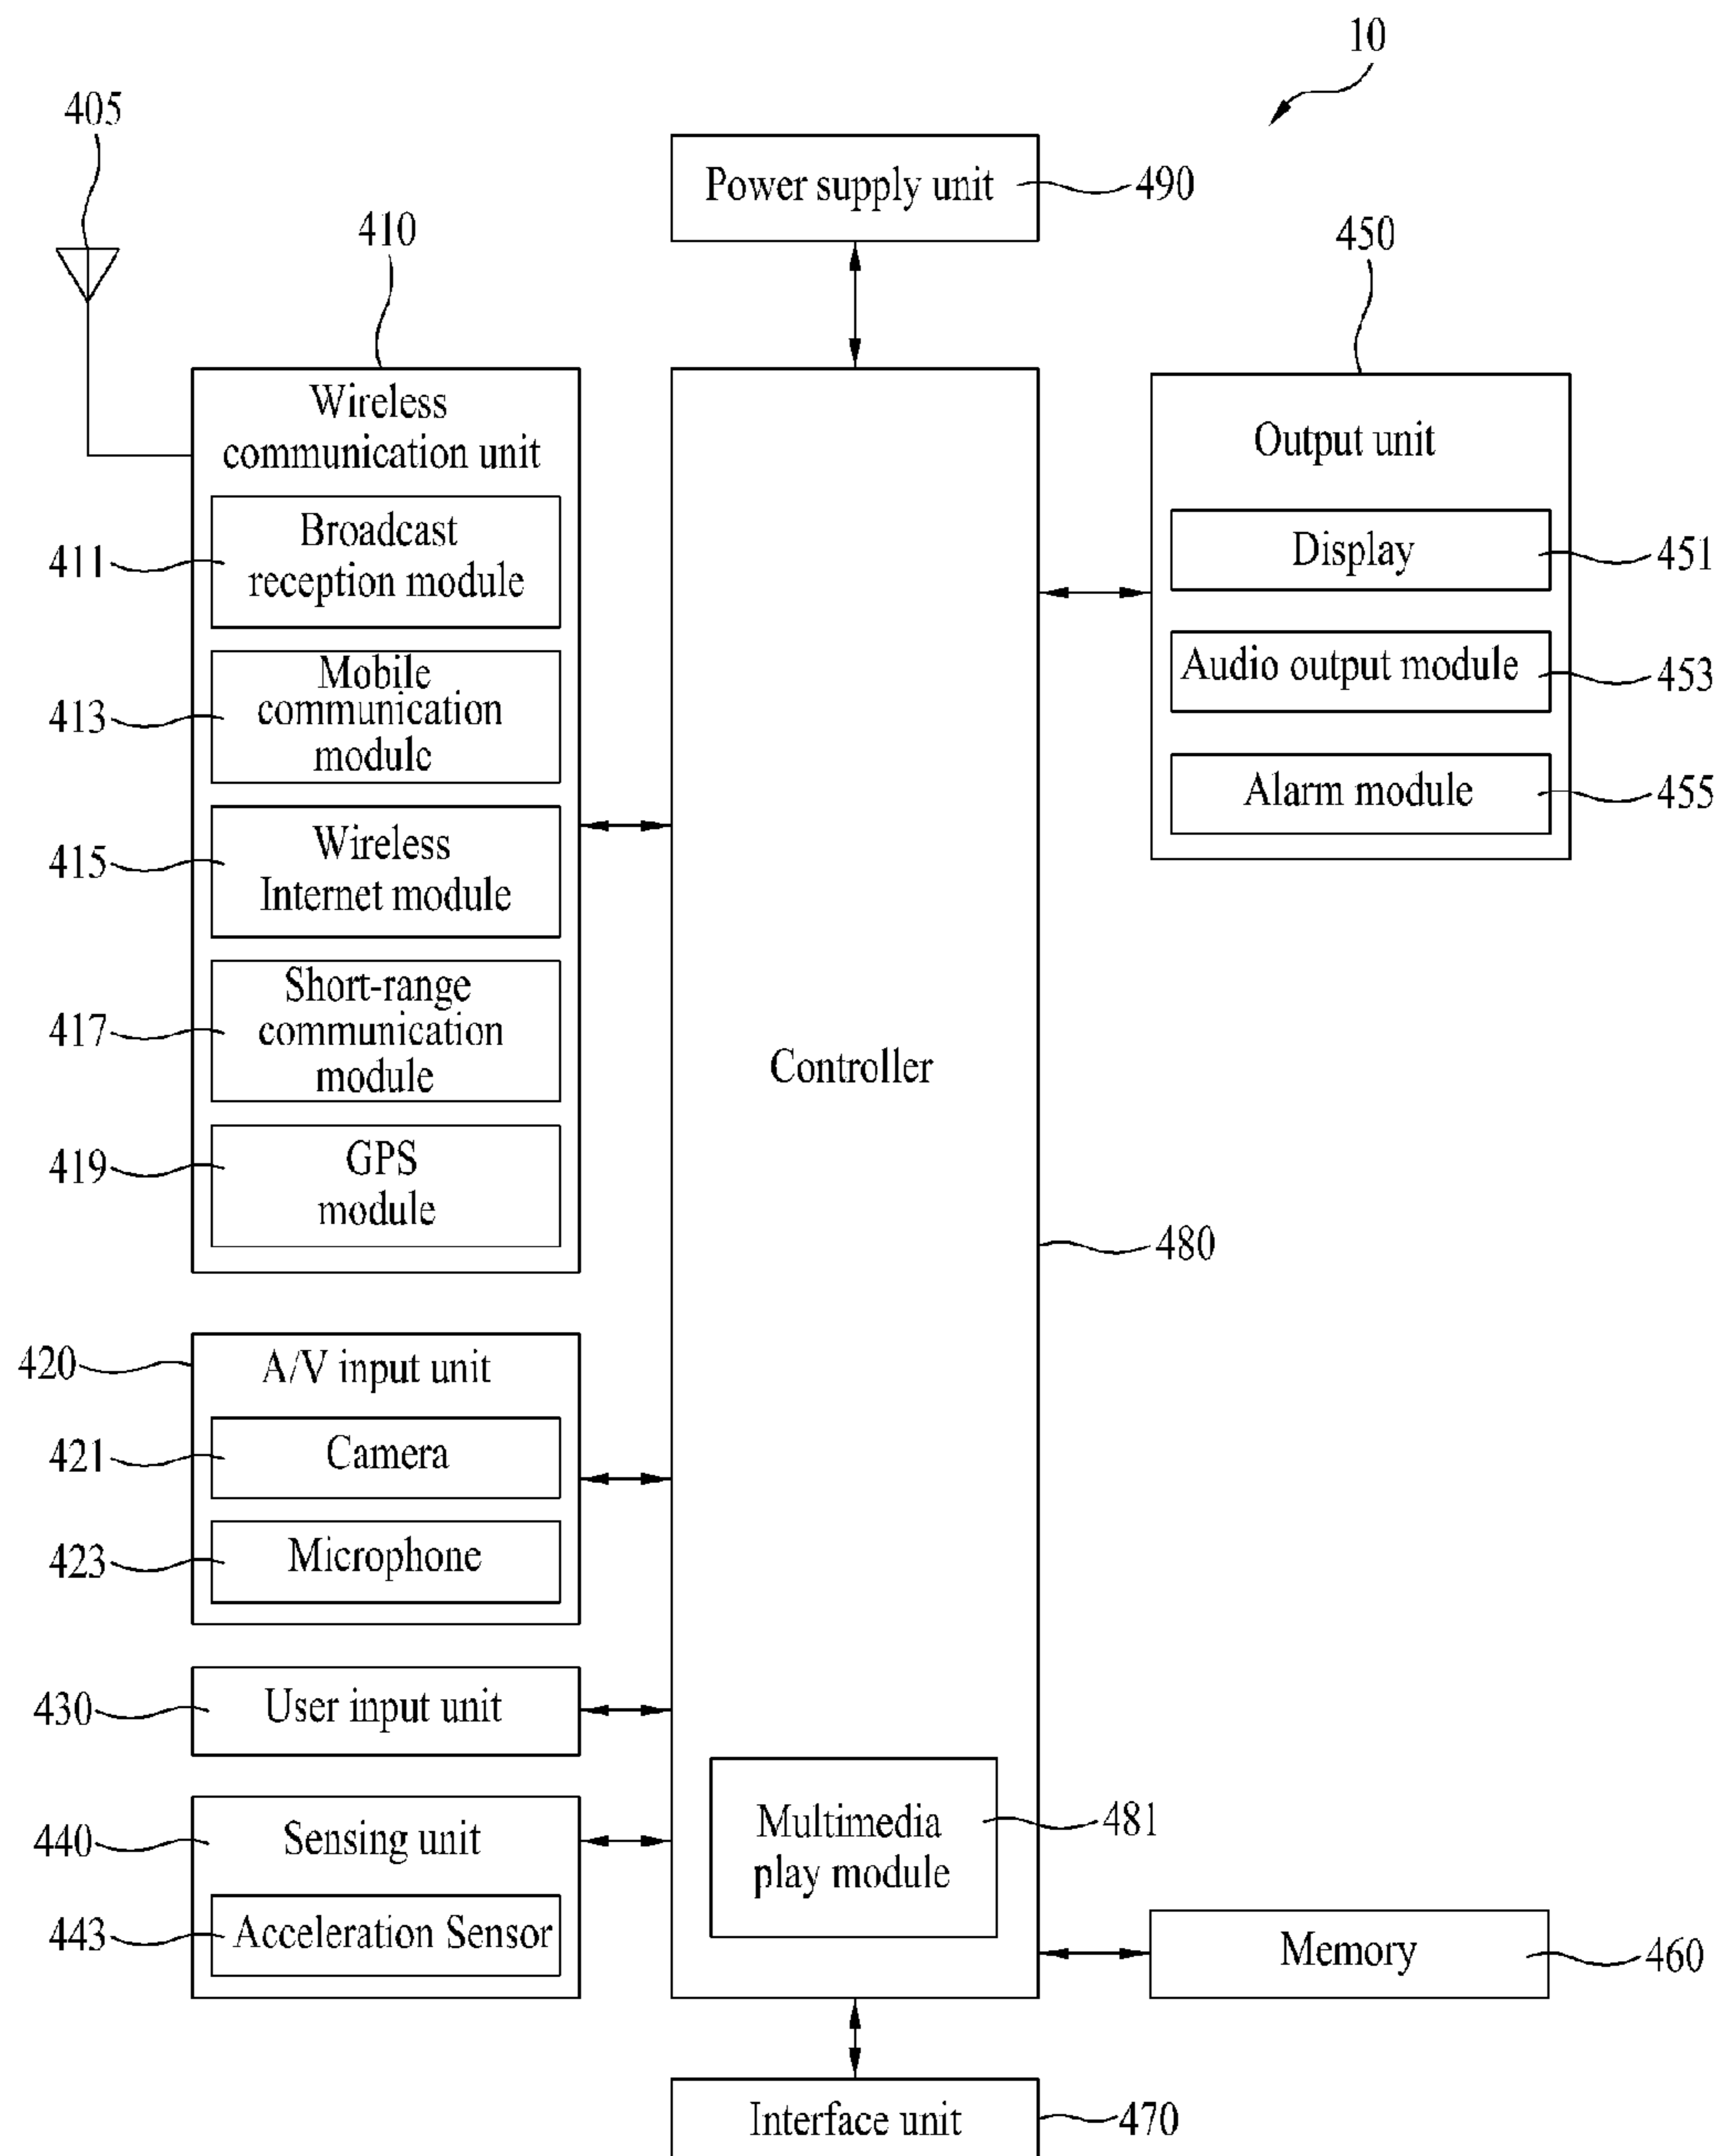 10
405
Power supply unit
490
410
450
Wireless
communication unit
Output unit
411
Broadcast
reception module
Display
451
413
Mobile
communication
module
Audio output module
453
415
Wireless
Internet module
Alarm module
455
417
Short-range
communication
module
419
GPS
module
Controller
480
420
A/V input unit
421
Camera
423
Microphone
430
User input unit
440
Sensing unit
443
Acceleration Sensor
Multimedia
play module
481
Memory
460
Interface unit
470